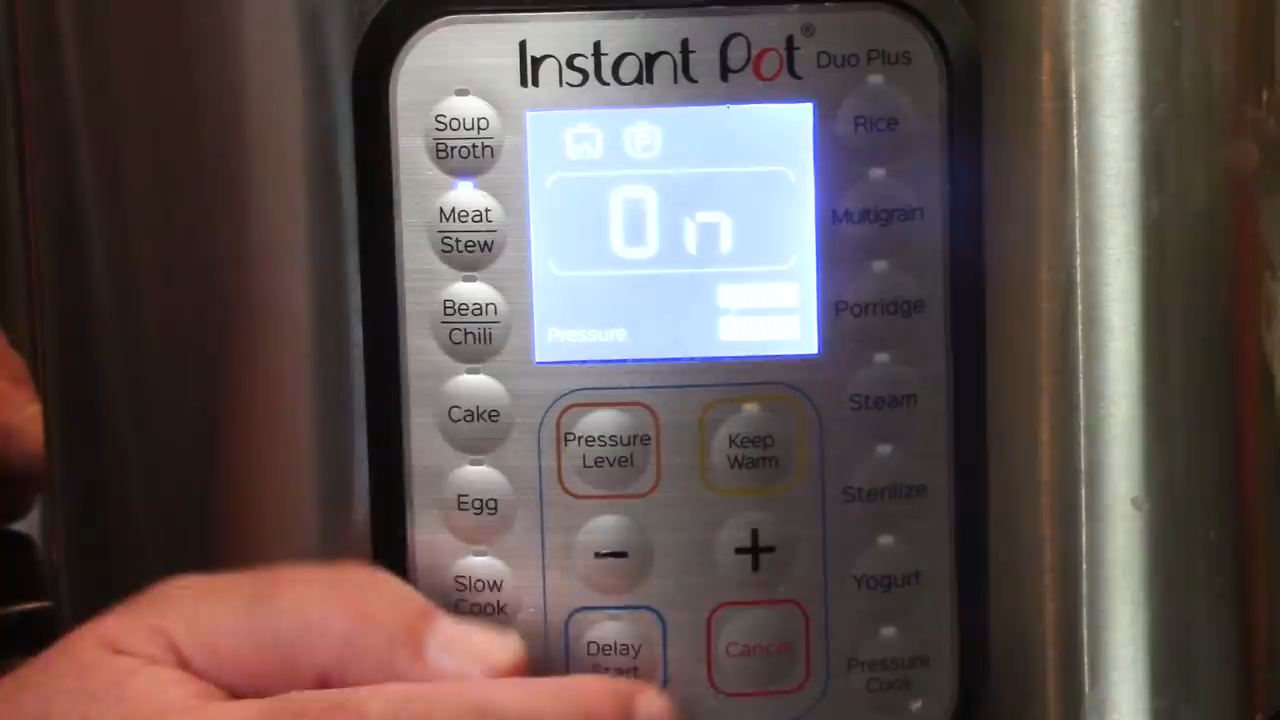 Instant Pot® Duo Plus
Soup
Broth
Meat
Stew
Bean
Chili
Cake
Egg
Slow
Cook
On
Pressure
Pressure
Level
Keep
Warm
-
+
Delay
Start
Cancel
Rice
Multigrain
Porridge
Steam
Sterilize
Yogurt
Pressure
Cook